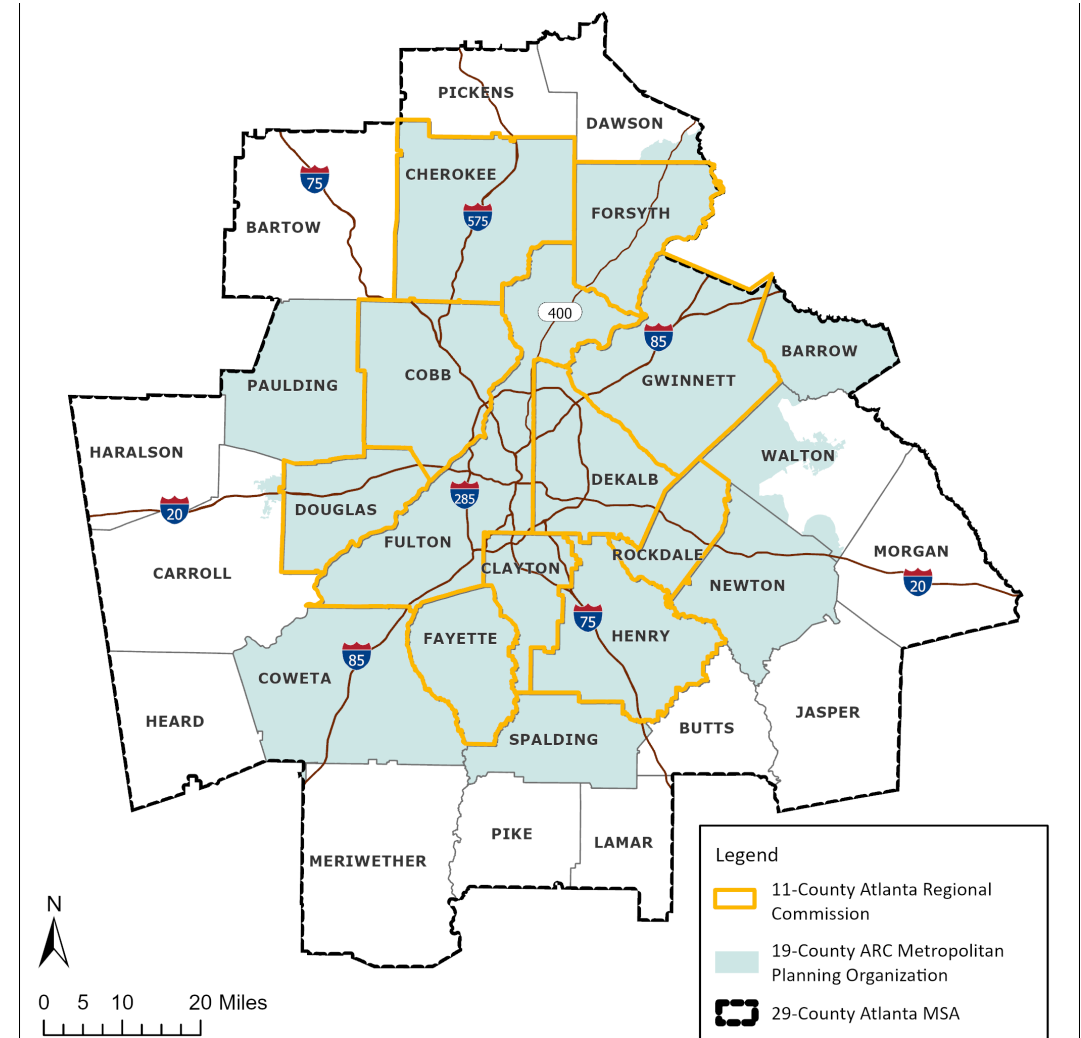 PICKENS
DAWSON
CHEROKEE
75
575
FORSYTH
BARTOW
400
85
BARROW
COBB
GWINNETT
PAULDING
HARALSON
WALTON
DEKALB
285
20
DOUGLAS
FULTON
ROCKDALE
MORGAN
CLAYTON
CARROLL
NEWTON
20
75
FAYETTE
HENRY
85
COWETA
HEARD
JASPER
BUTTS
SPALDING
PIKE
LAMAR
MERIWETHER
Legend
11-County Atlanta Regional
Commission
19-County ARC Metropolitan
Planning Organization
29-County Atlanta MSA
N
0 5 10 20 Miles